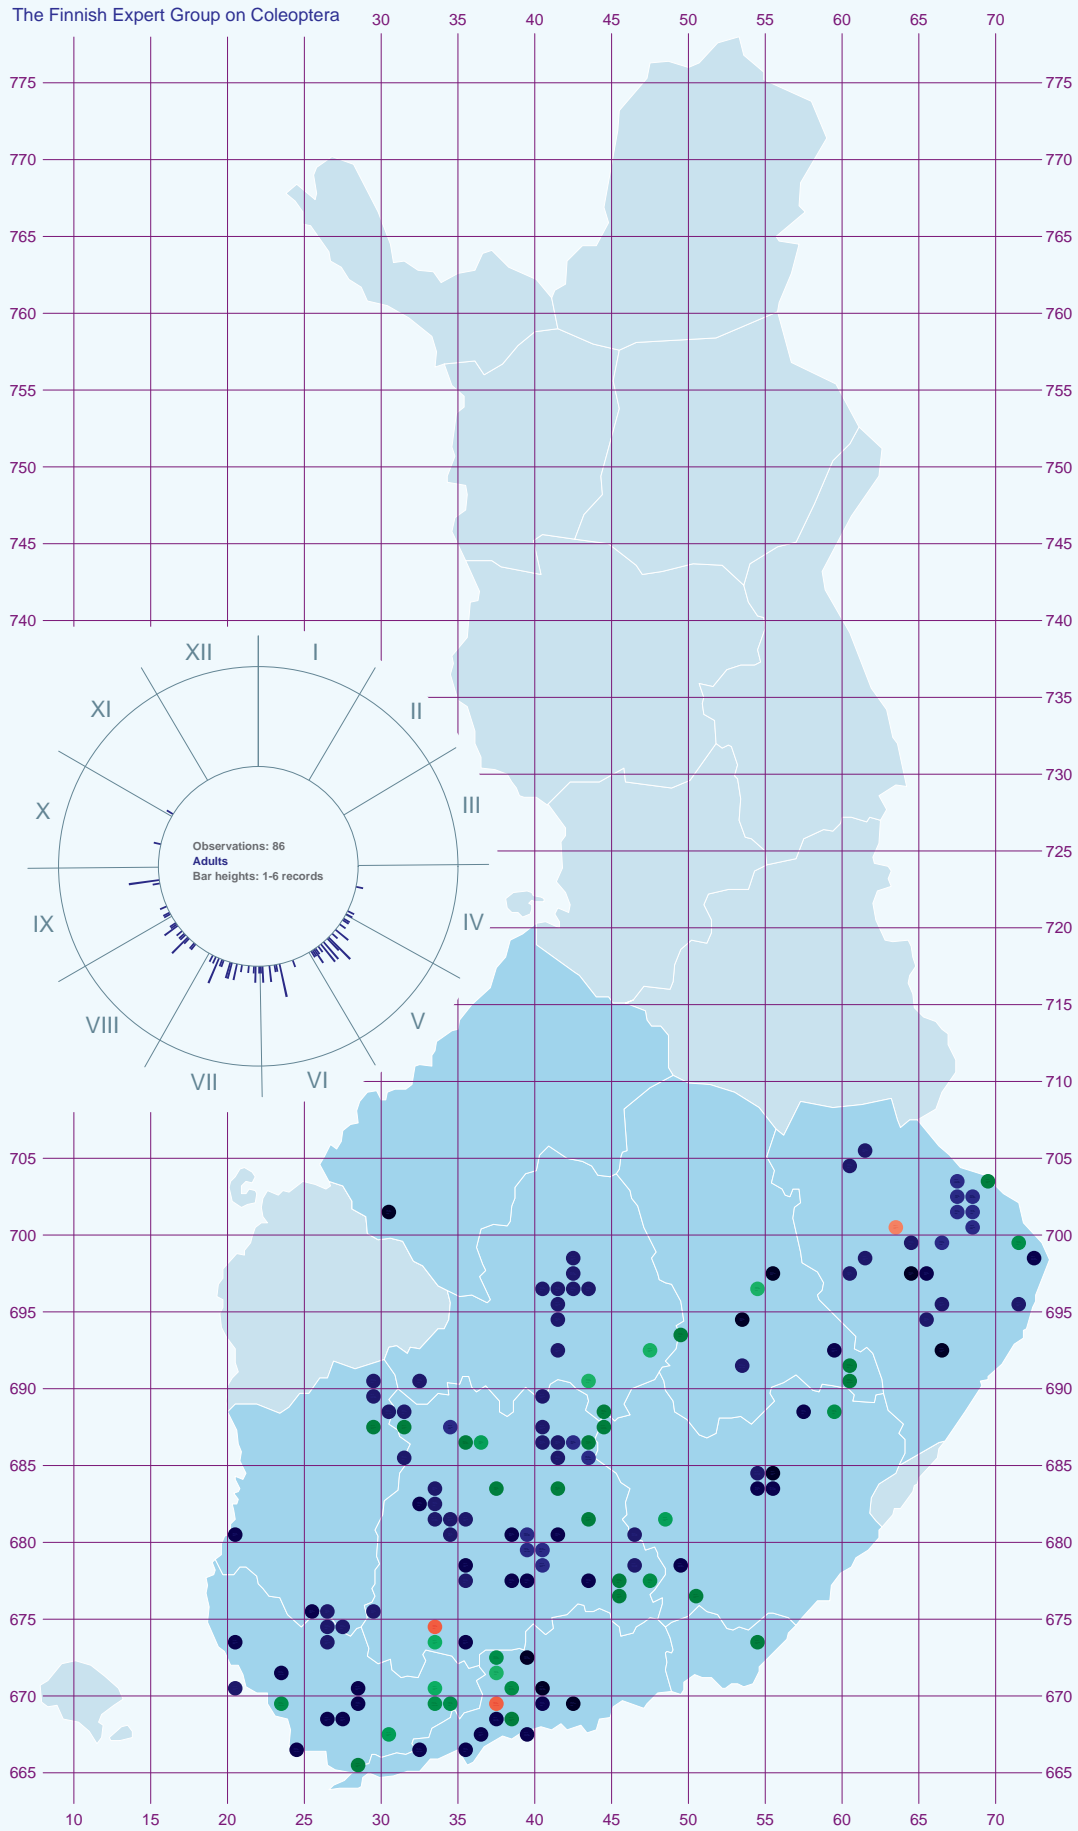 The Finnish Expert Group on Coleoptera
30 40 45 50 55 60 65 70
775 775
770 770
765 765
760 760
755 755
750 750
745 745
740 740
XII I
735
XI II
730
X III
Observations: 86
Adults
Bar heights: 1-6 records
725
IX IV
720
VIII V
715
VII VI
710
705 705
700 700
695 695
690 690
685 685
680 680
675 675
670 670
665 665
10 15 20 25 30 35 40 45 50 55 60 65 70